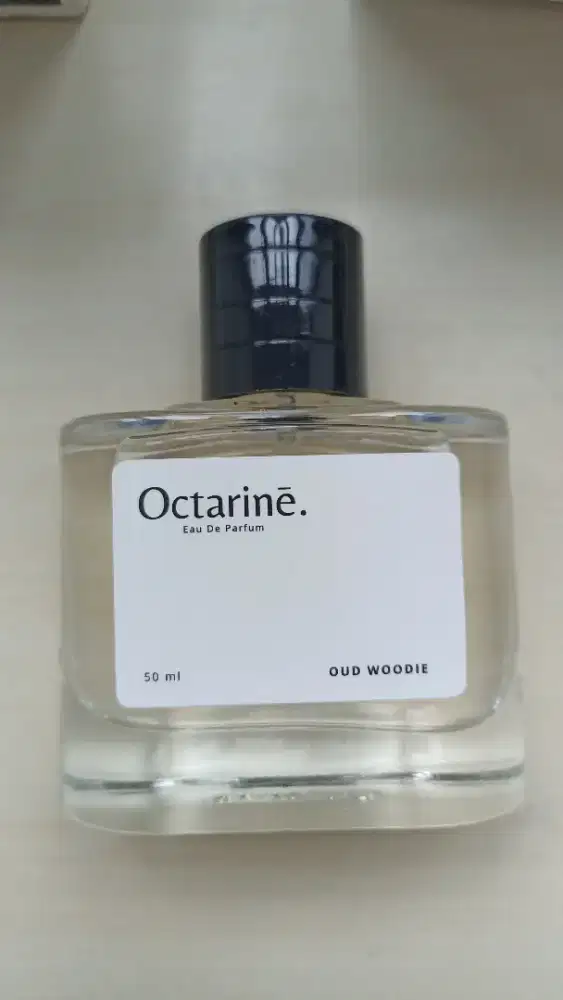 Octarinē.
Eau De Parfum
50 ml
OUD WOODIE